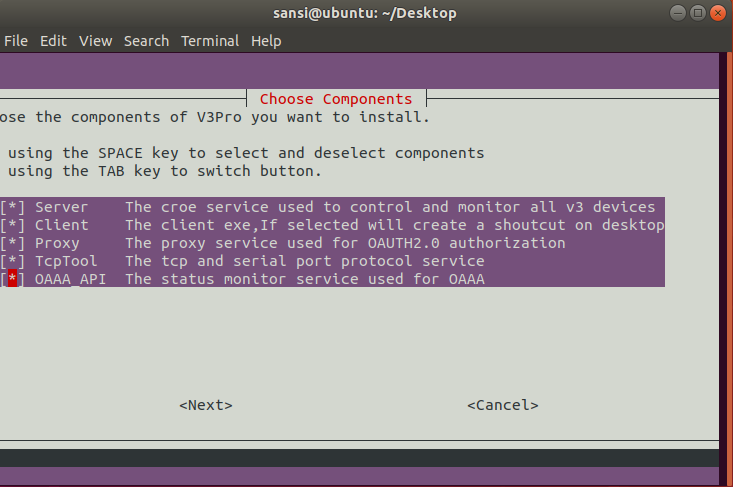 sansi@ubuntu: ~/Desktop
File Edit View Search Terminal Help
Choose Components
ose the components of V3Pro you want to install.
using the SPACE key to select and deselect components
using the TAB key to switch button.
[*] Server The croe service used to control and monitor all v3 devices
[*] Client The client exe,If selected will create a shoutcut on desktop
[*] Proxy The proxy service used for OAUTH2.0 authorization
[*] TcpTool The tcp and serial port protocol service
[*] OAAA_API The status monitor service used for OAAA
<Next> <Cancel>